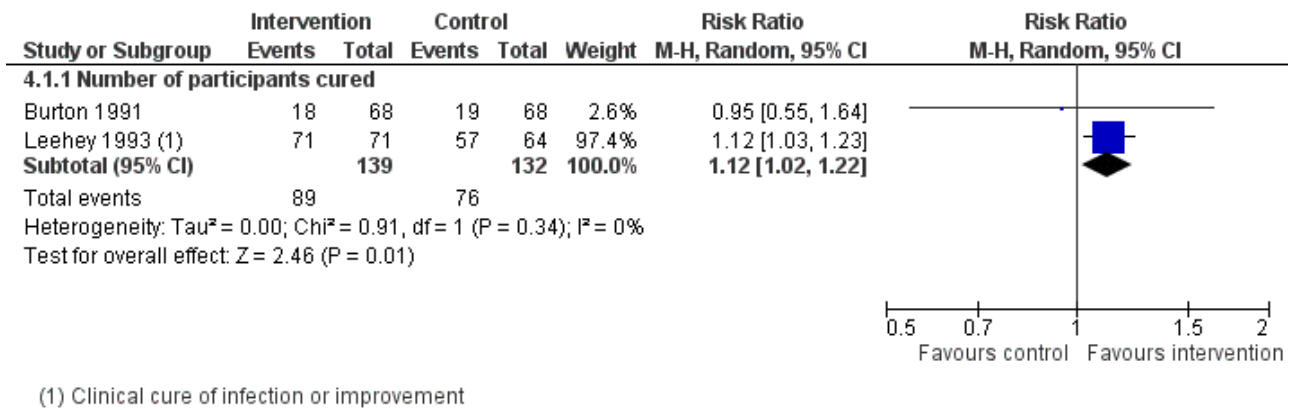 Intervention Control Risk Ratio Risk Ratio
Study or Subgroup Events Total Events Total Weight M-H, Random, 95% CI M-H, Random, 95% CI
4.1.1 Number of participants cured
Burton 1991 18 68 19 68 2.6% 0.95 [0.55, 1.64]
Leehey 1993 (1) 71 71 57 64 97.4% 1.12 [1.03, 1.23]
Subtotal (95% CI) 139 132 100.0% 1.12 [1.02, 1.22]
Total events 89 76
Heterogeneity: Tau² = 0.00; Chi² = 0.91, df = 1 (P = 0.34); I² = 0%
Test for overall effect: Z = 2.46 (P = 0.01)
0.5 0.7 1 1.5 2
Favours control Favours intervention
(1) Clinical cure of infection or improvement